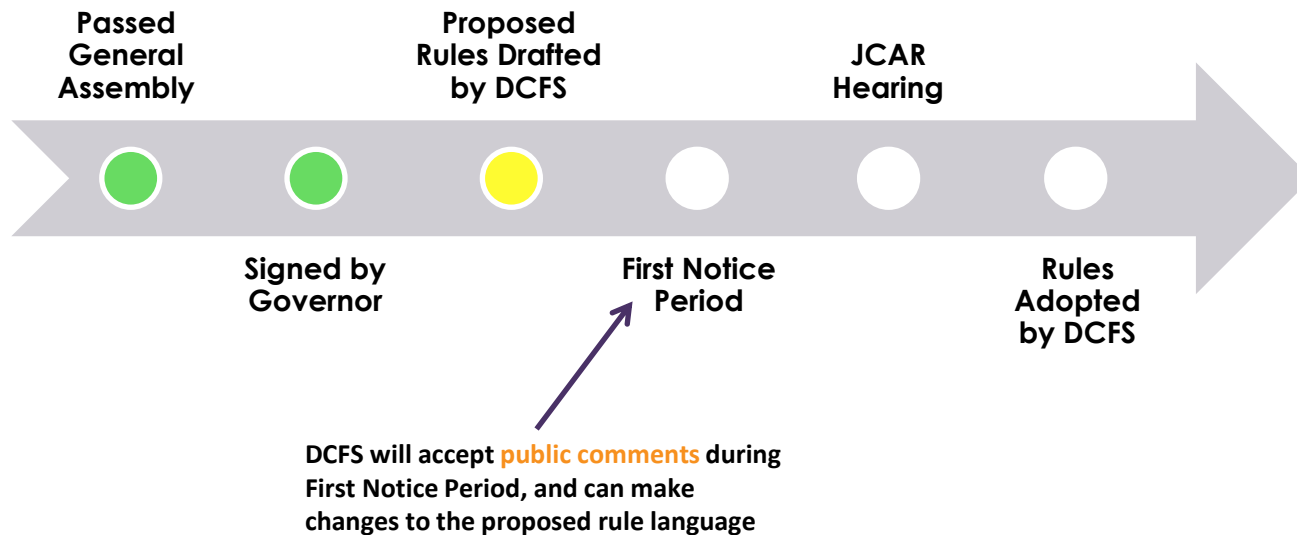 Passed
General
Assembly
Signed by
Governor
Proposed
Rules Drafted
by DCFS
First Notice
Period
JCAR
Hearing
Rules
Adopted
by DCFS
DCFS will accept public comments during
First Notice Period, and can make
changes to the proposed rule language